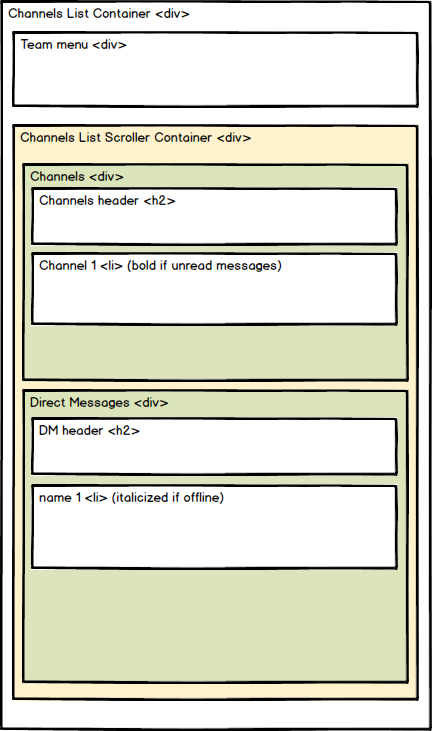 Channels List Container <div>
Team menu <div>
Channels List Scroller Container <div>
Channels <div>
Channels header <h2>
Channel 1 <li> (bold if unread messages)
Direct Messages <div>
DM header <h2>
name 1 <li> (italicized if offline)